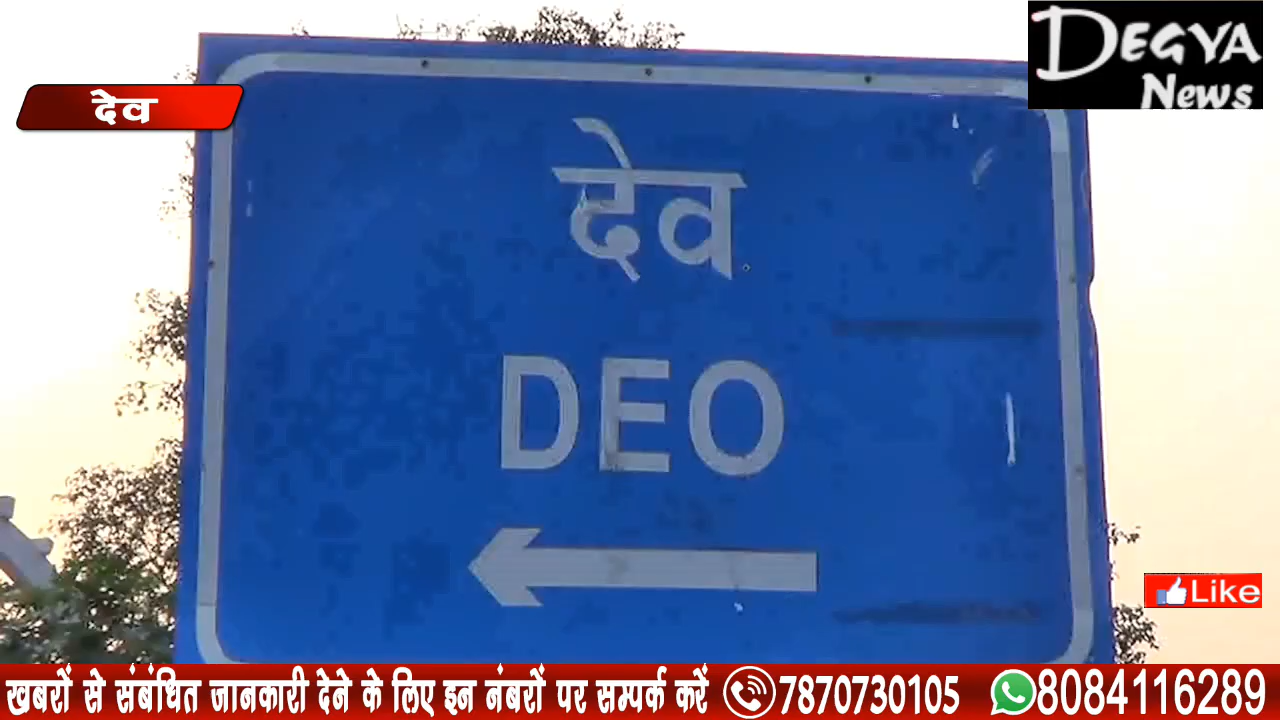 DEGYA
News
देव
देव
DEO
Like
खबरों से संबंधित जानकारी देने के लिए इन नंबरों पर सम्पर्क करें 7870730105 8084116289